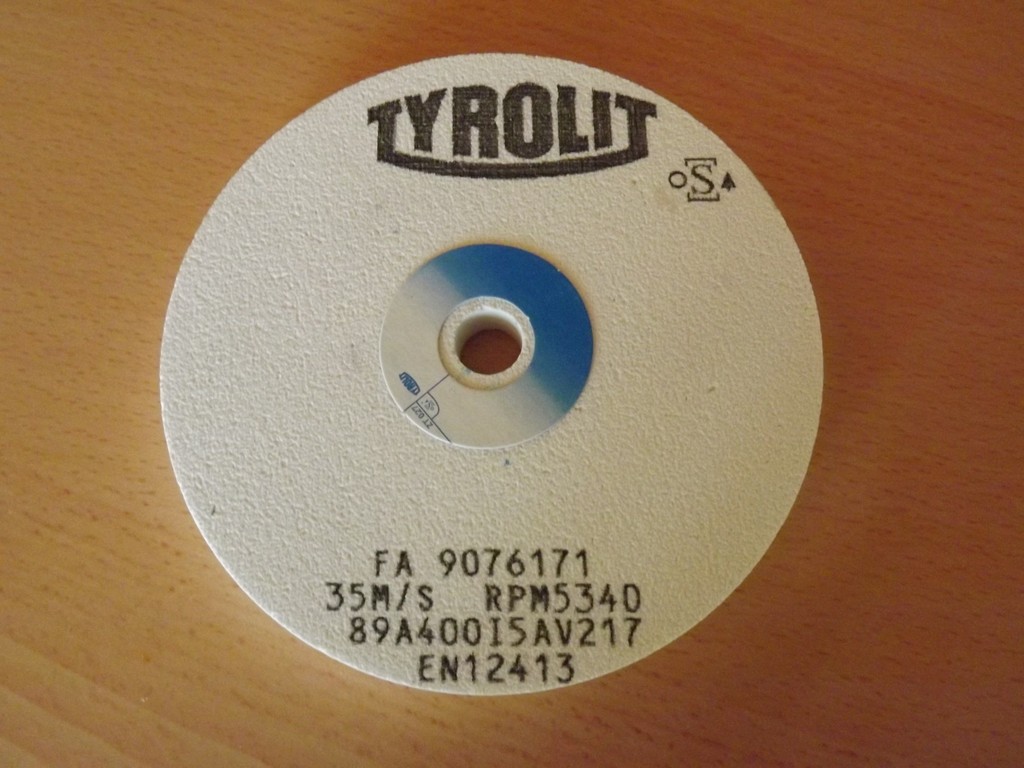 TYROLIT
S
FA 9076171
35M/S RPM5340
89A400I5AV217
EN12413